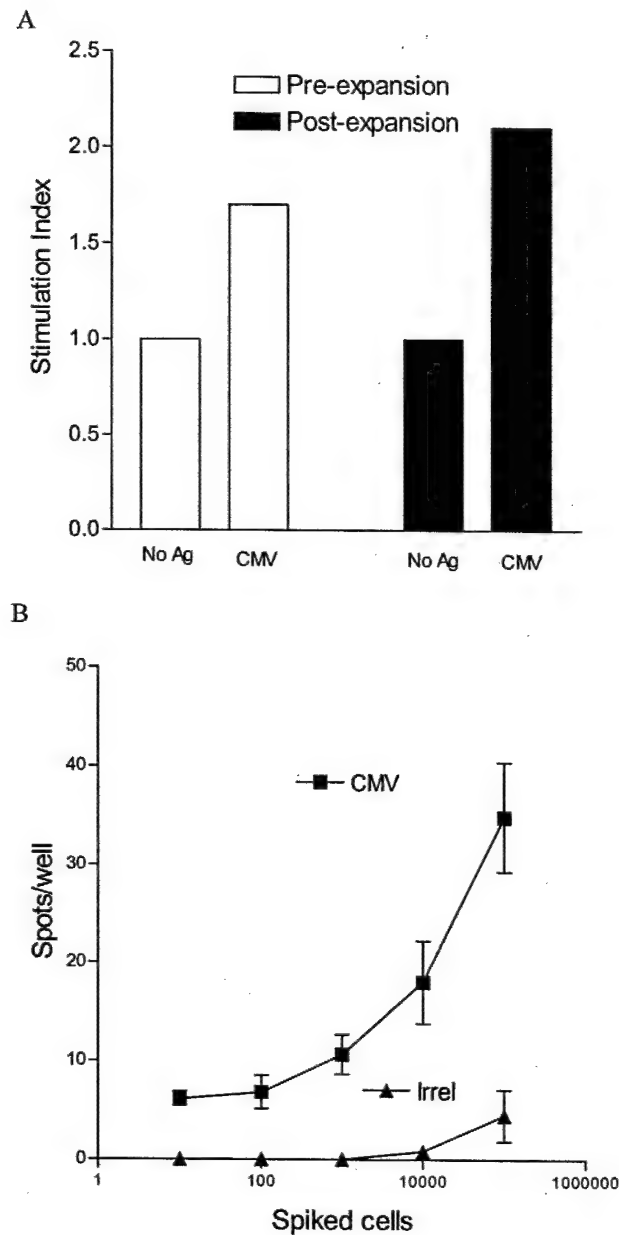 A
2.5
Pre-expansion
Post-expansion
2.0
1.5
1.0
0.5
0.0
Stimulation Index
No Ag
CMV
No Ag
CMV
B
50
40
30
20
10
0
Spots/well
CMV
Irrel
1
100
10000
1000000
Spiked cells